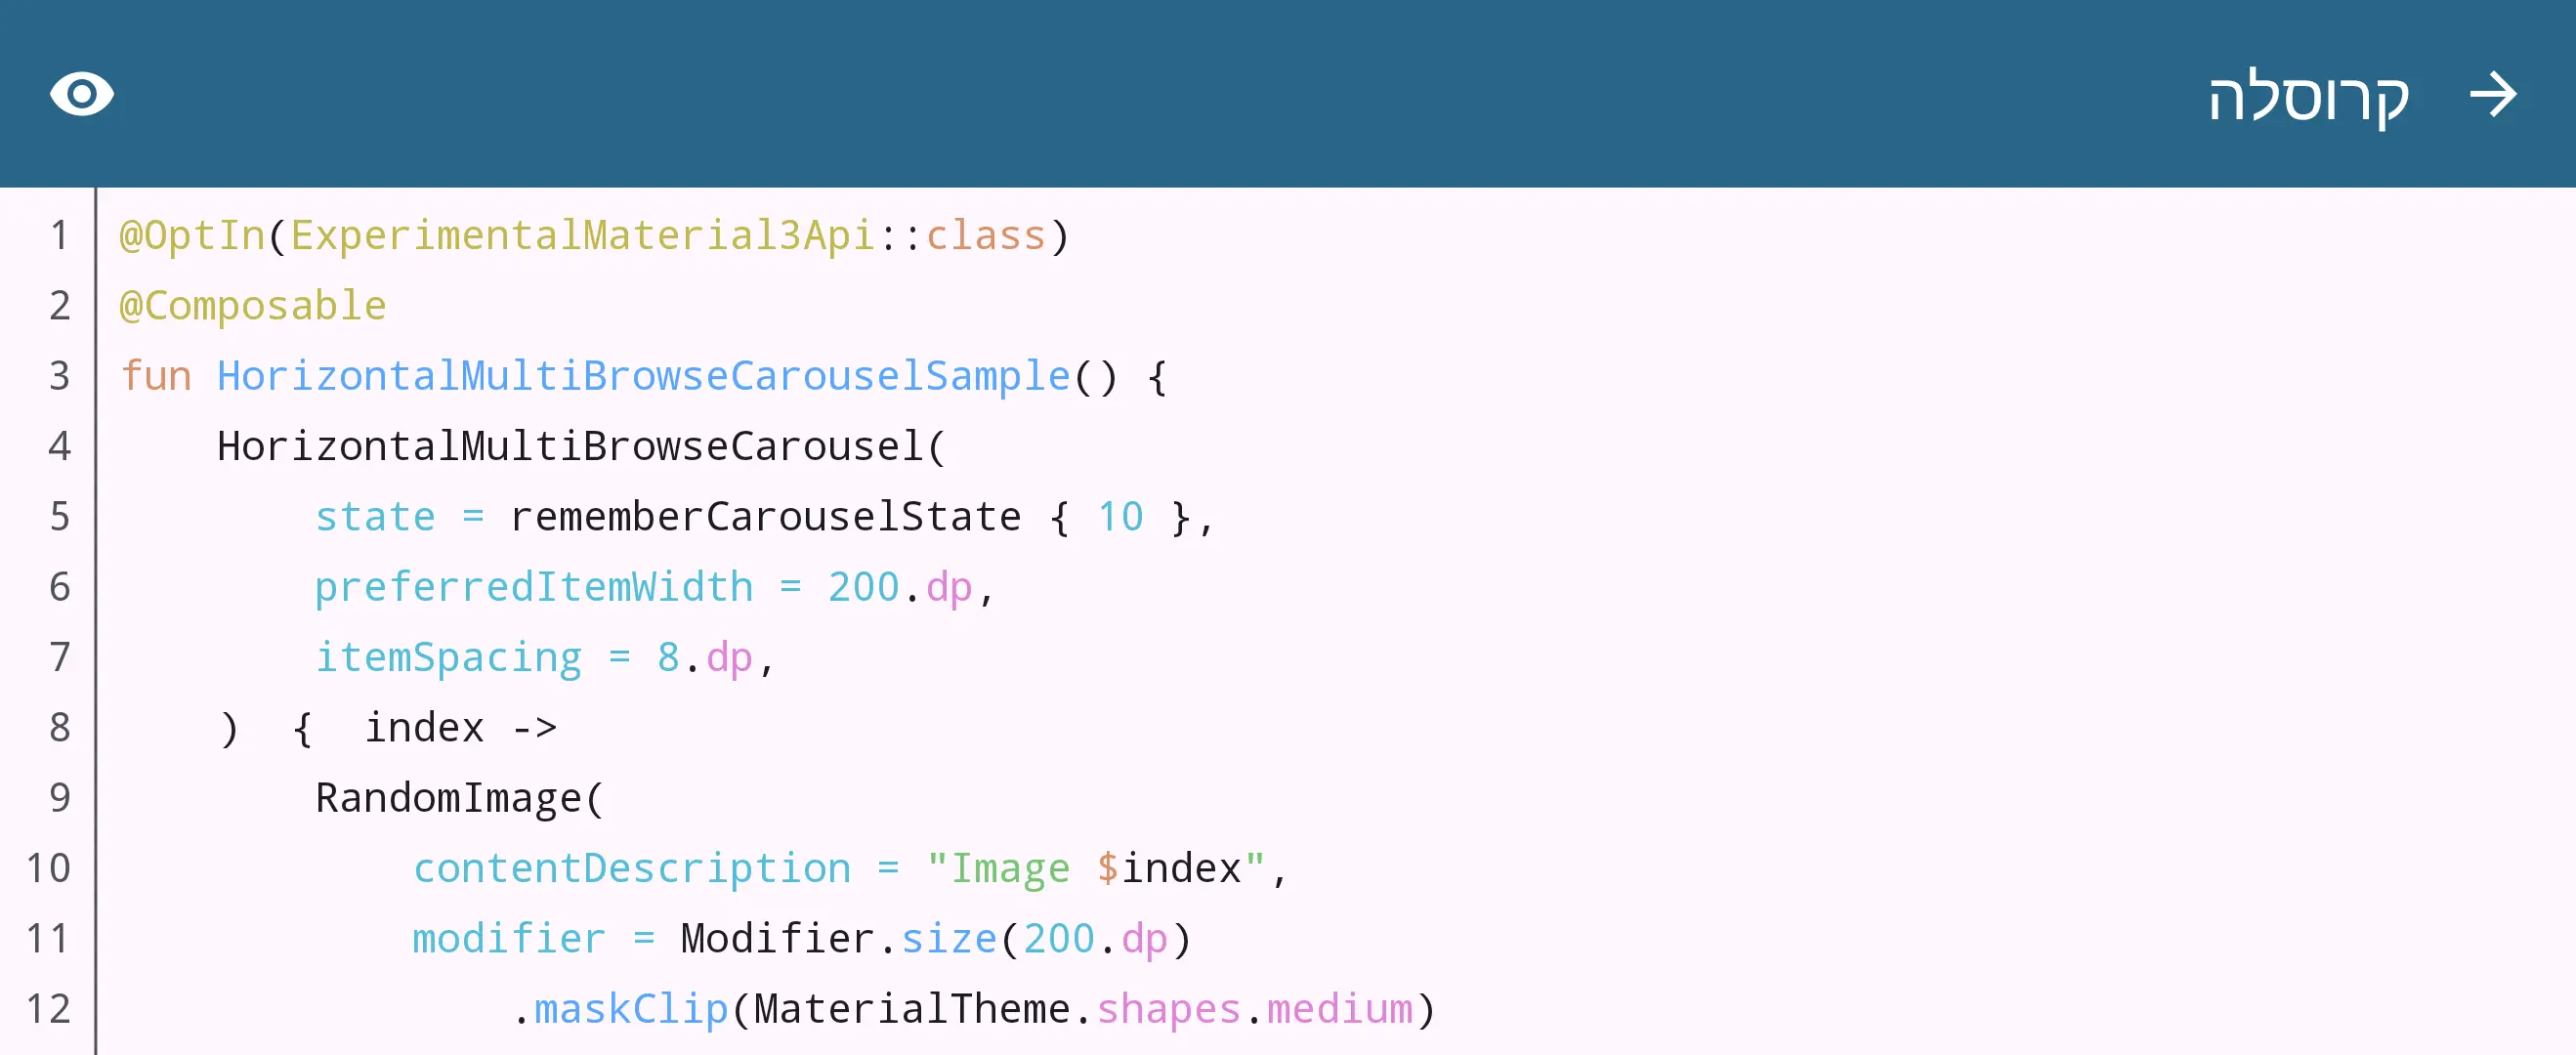 קרוסלה
1 @OptIn(ExperimentalMaterial3Api::class)
2 @Composable
3 fun HorizontalMultiBrowseCarouselSample() {
4     HorizontalMultiBrowseCarousel(
5         state = rememberCarouselState { 10 },
6         preferredItemWidth = 200.dp,
7         itemSpacing = 8.dp,
8     )  {  index ->
9         RandomImage(
10             contentDescription = "Image $index",
11             modifier = Modifier.size(200.dp)
12                 .maskClip(MaterialTheme.shapes.medium)